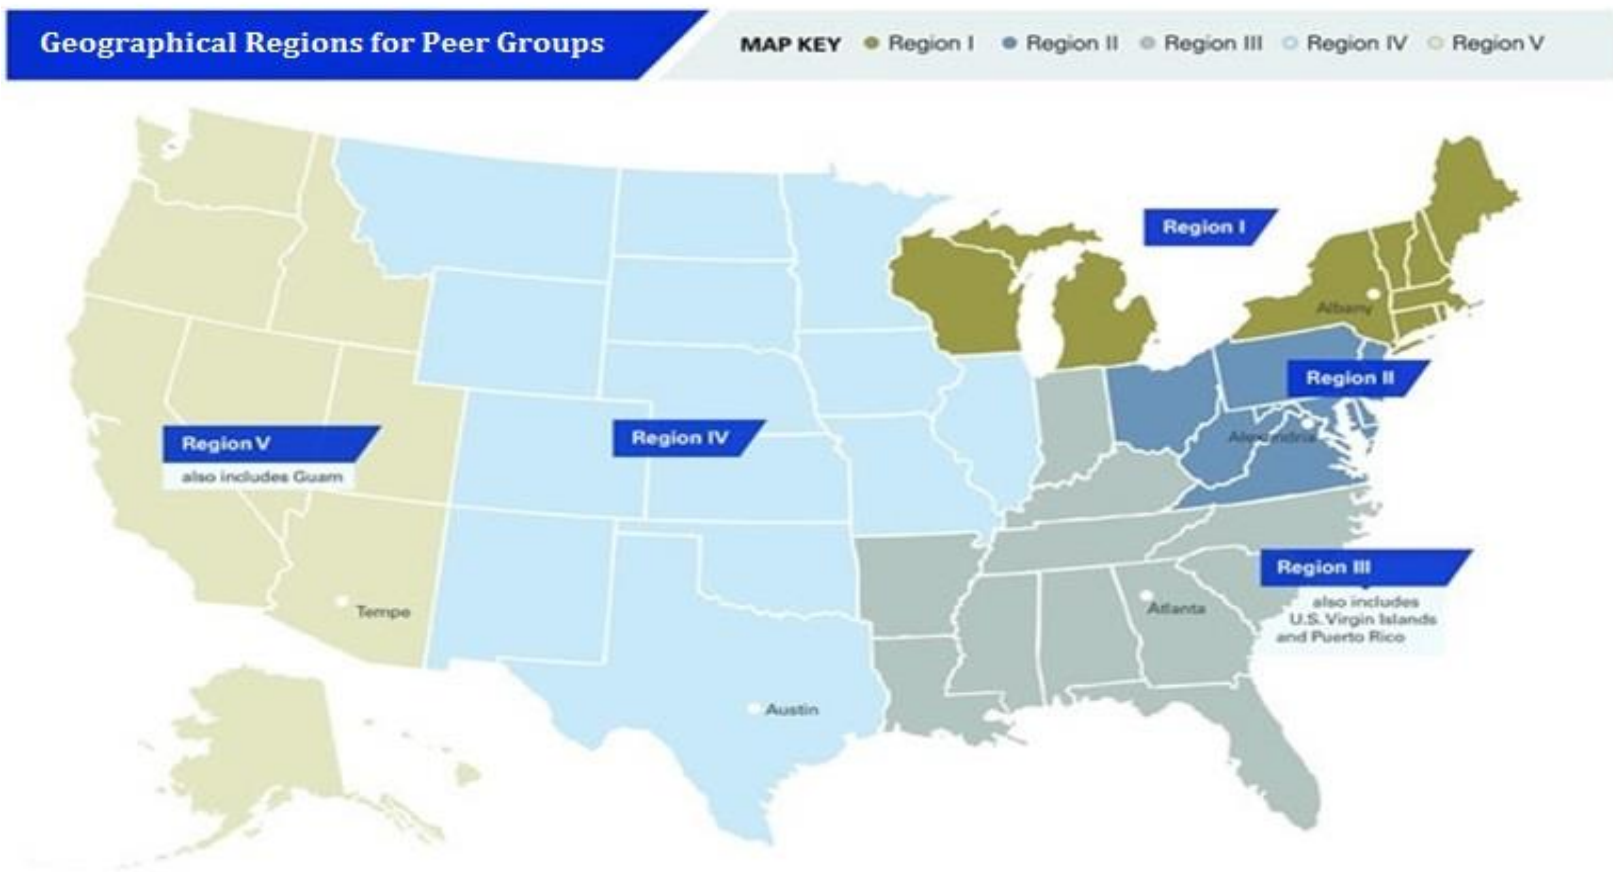 Geographical Regions for Peer Groups
MAP KEY Region I Region II Region III Region IV Region V
Region I
Albany
Region II
Alexandria
Region V
also includes Guam
Region IV
Region III
also includes
U.S. Virgin Islands
and Puerto Rico
Atlanta
Tempe
Austin